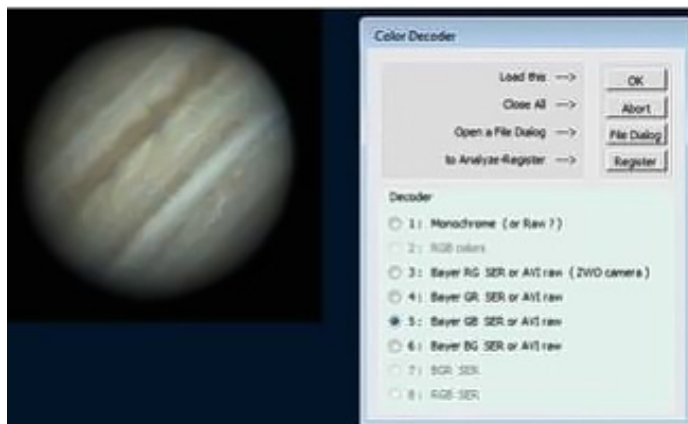 Color Decoder
Load this --> OK
Close All --> Abort
Open a File Dialog --> File Dialog
to Analyze-Register --> Register
Decoder
1: Monochrome (or Raw?)
2: RGB colors
3: Bayer RG SER or AVI raw (ZWO camera)
4: Bayer GR SER or AVI raw
5: Bayer GB SER or AVI raw
6: Bayer BG SER or AVI raw
7: BGR SER
8: RGB SER